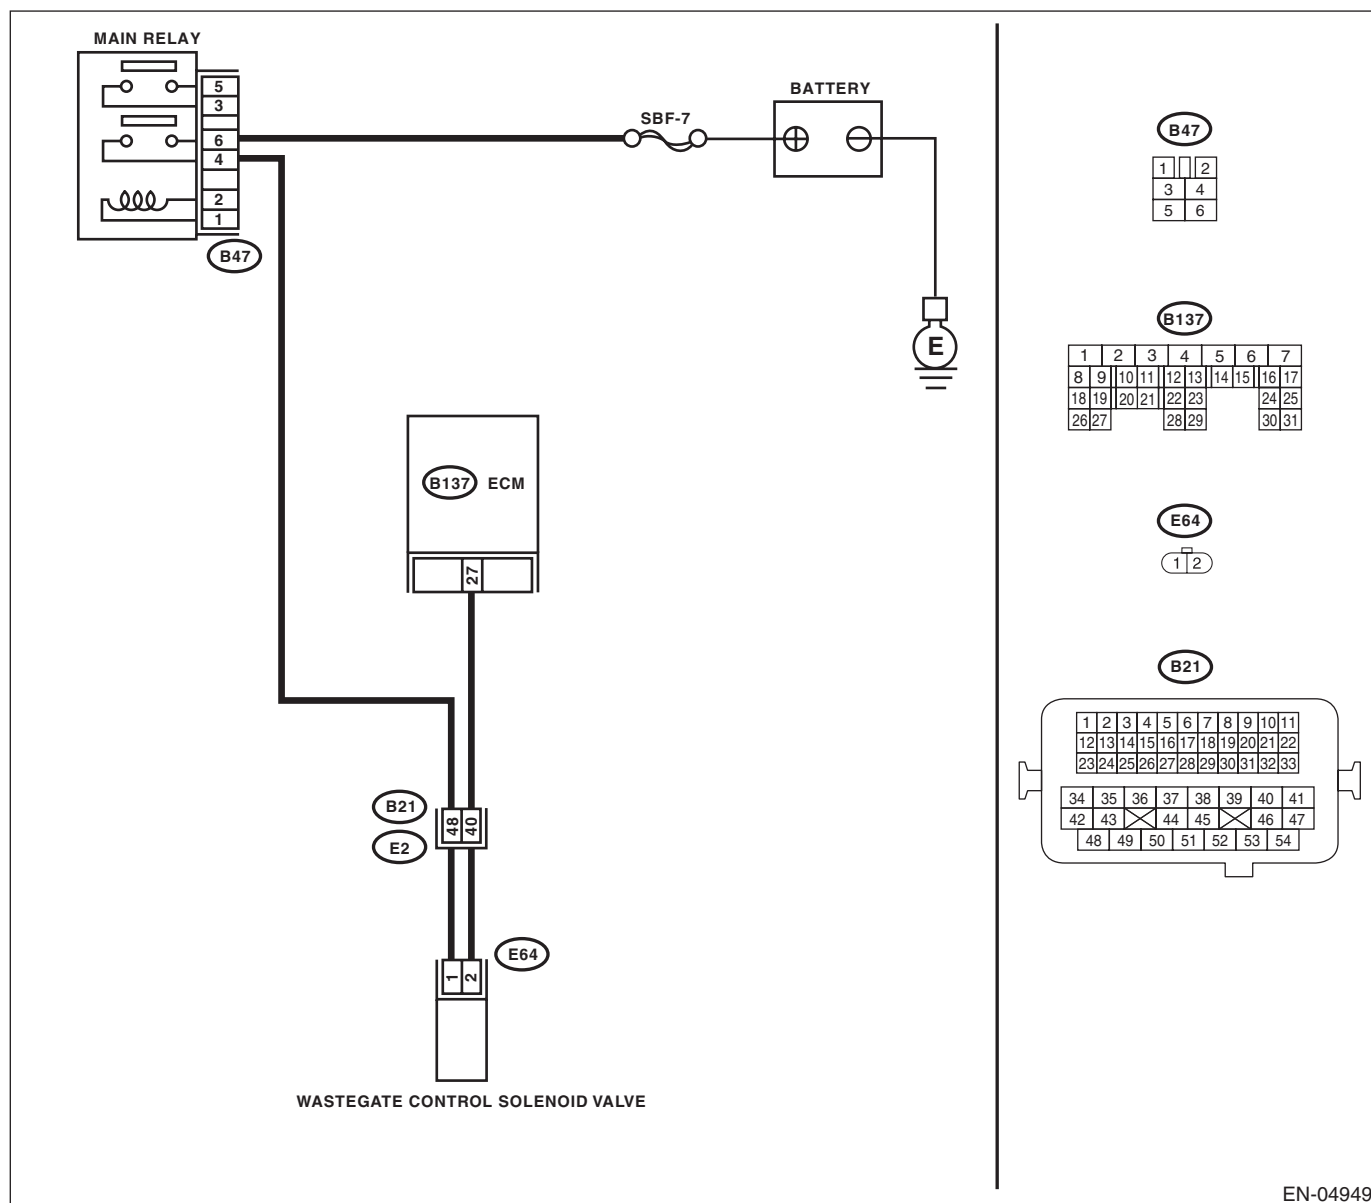 MAIN RELAY
5
3
6
4
2
1
B47
SBF-7
BATTERY
E
B137 ECM
27
B21
E2
48 40
E64
1 2
WASTEGATE CONTROL SOLENOID VALVE
B47
1 2
3 4
5 6
B137
1 2 3 4 5 6 7
8 9 10 11 12 13 14 15 16 17
18 19 20 21 22 23 24 25
26 27 28 29 30 31
E64
1 2
B21
1 2 3 4 5 6 7 8 9 10 11
12 13 14 15 16 17 18 19 20 21 22
23 24 25 26 27 28 29 30 31 32 33
34 35 36 37 38 39 40 41
42 43 44 45 46 47
48 49 50 51 52 53 54
EN-04949